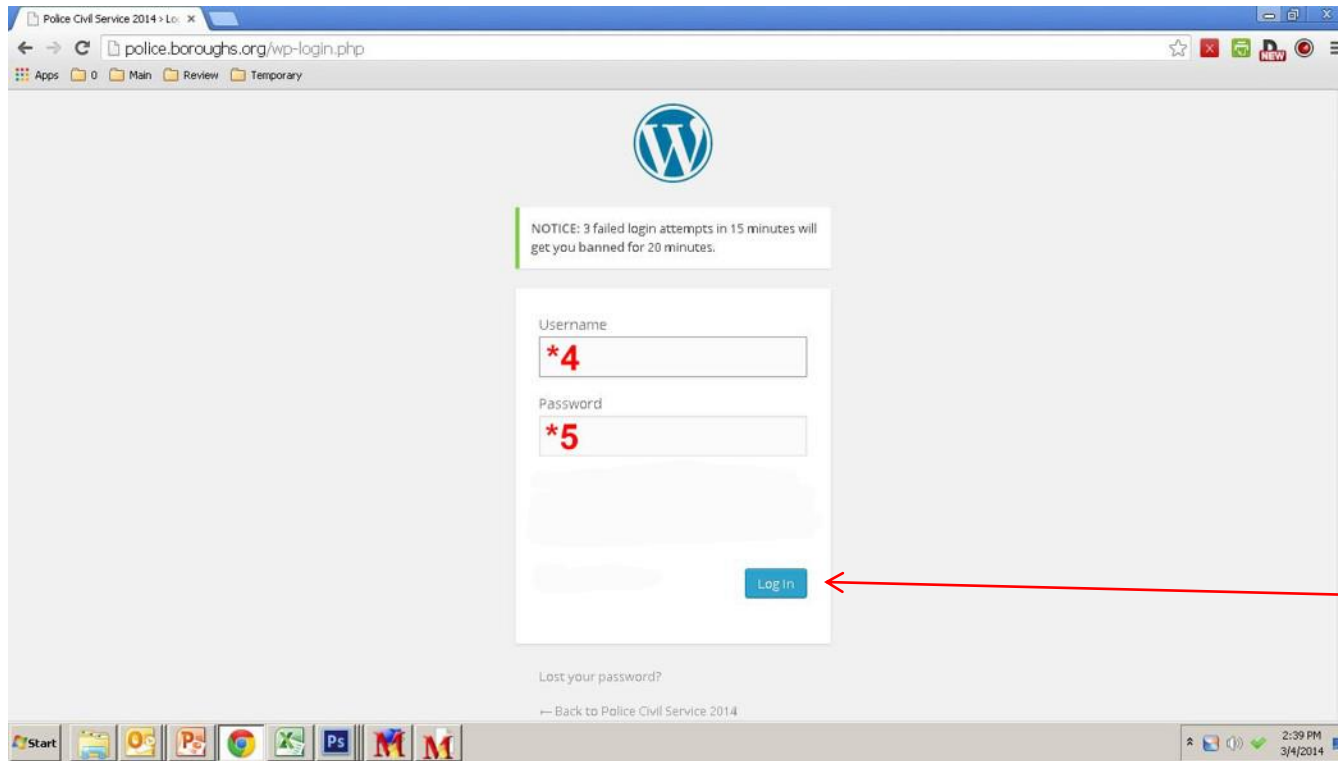 Police Civil Service 2014 › Lo
police.boroughs.org/wp-login.php
NEW
Apps 0 Main Review Temporary
W
NOTICE: 3 failed login attempts in 15 minutes will
get you banned for 20 minutes.
Username
*4
Password
*5
Log In
Lost your password?
← Back to Police Civil Service 2014
Start
Ps
2:39 PM
3/4/2014